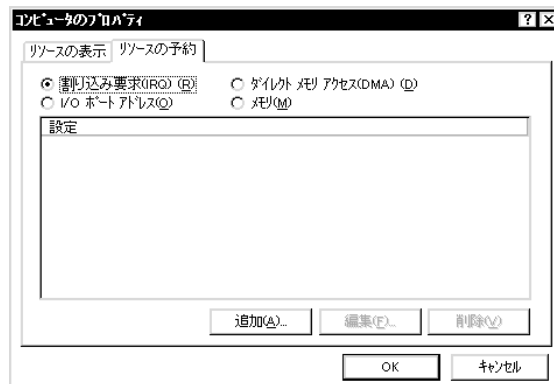 コンピュータのプロパティ
リソースの表示 リソースの予約
割り込み要求(IRQ) (R) ダイレクト メモリ アクセス(DMA) (D)
I/O ポート アドレス(O) メモリ(M)
設定
追加(A)... 編集(E)... 削除(V)
OK キャンセル